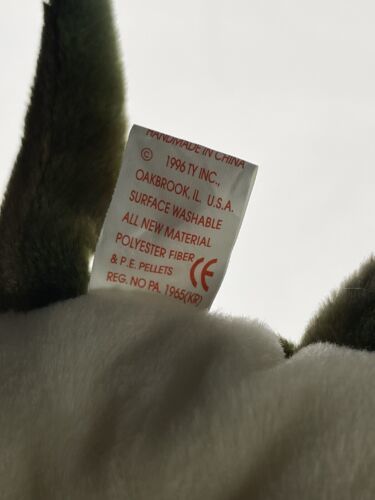 HANDMADE IN CHINA
© 1996 TY INC.,
OAKBROOK, IL U.S.A.
SURFACE WASHABLE
ALL NEW MATERIAL
POLYESTER FIBER
& P.E. PELLETS CE
REG. NO PA. 1965(KR)